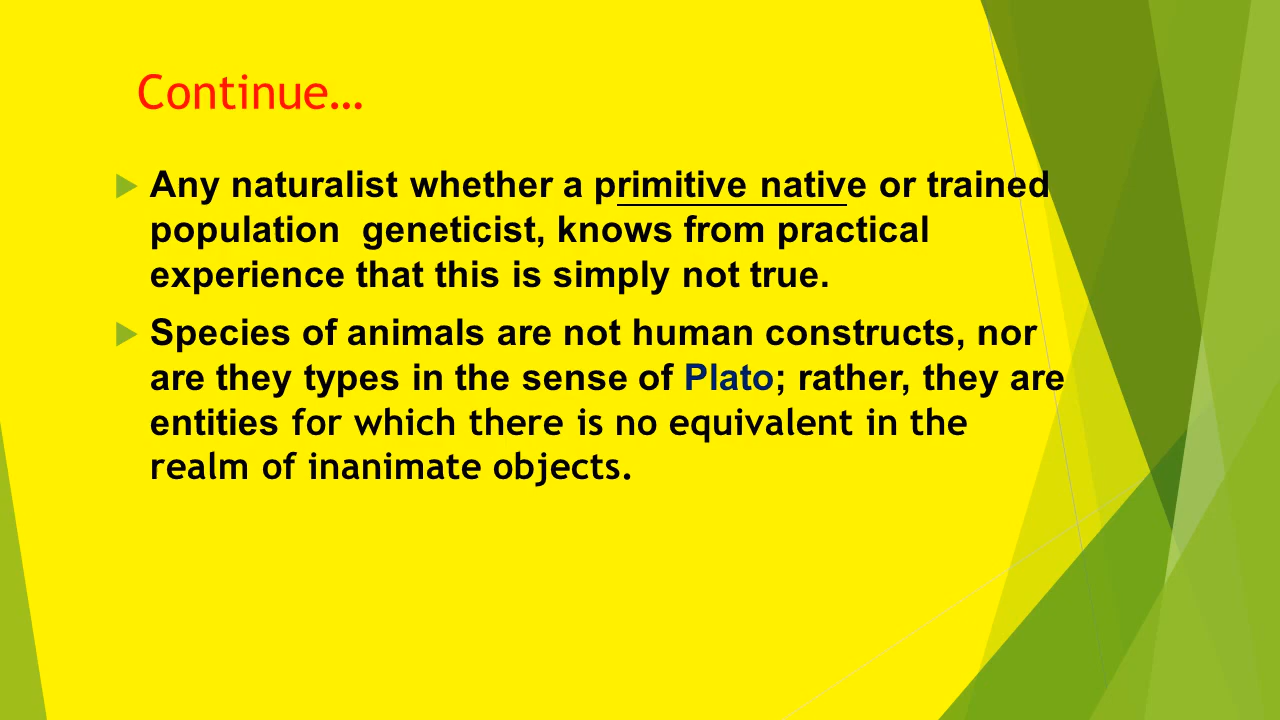 Continue…
Any naturalist whether a primitive native or trained
population  geneticist, knows from practical
experience that this is simply not true.
Species of animals are not human constructs, nor
are they types in the sense of Plato; rather, they are
entities for which there is no equivalent in the
realm of inanimate objects.